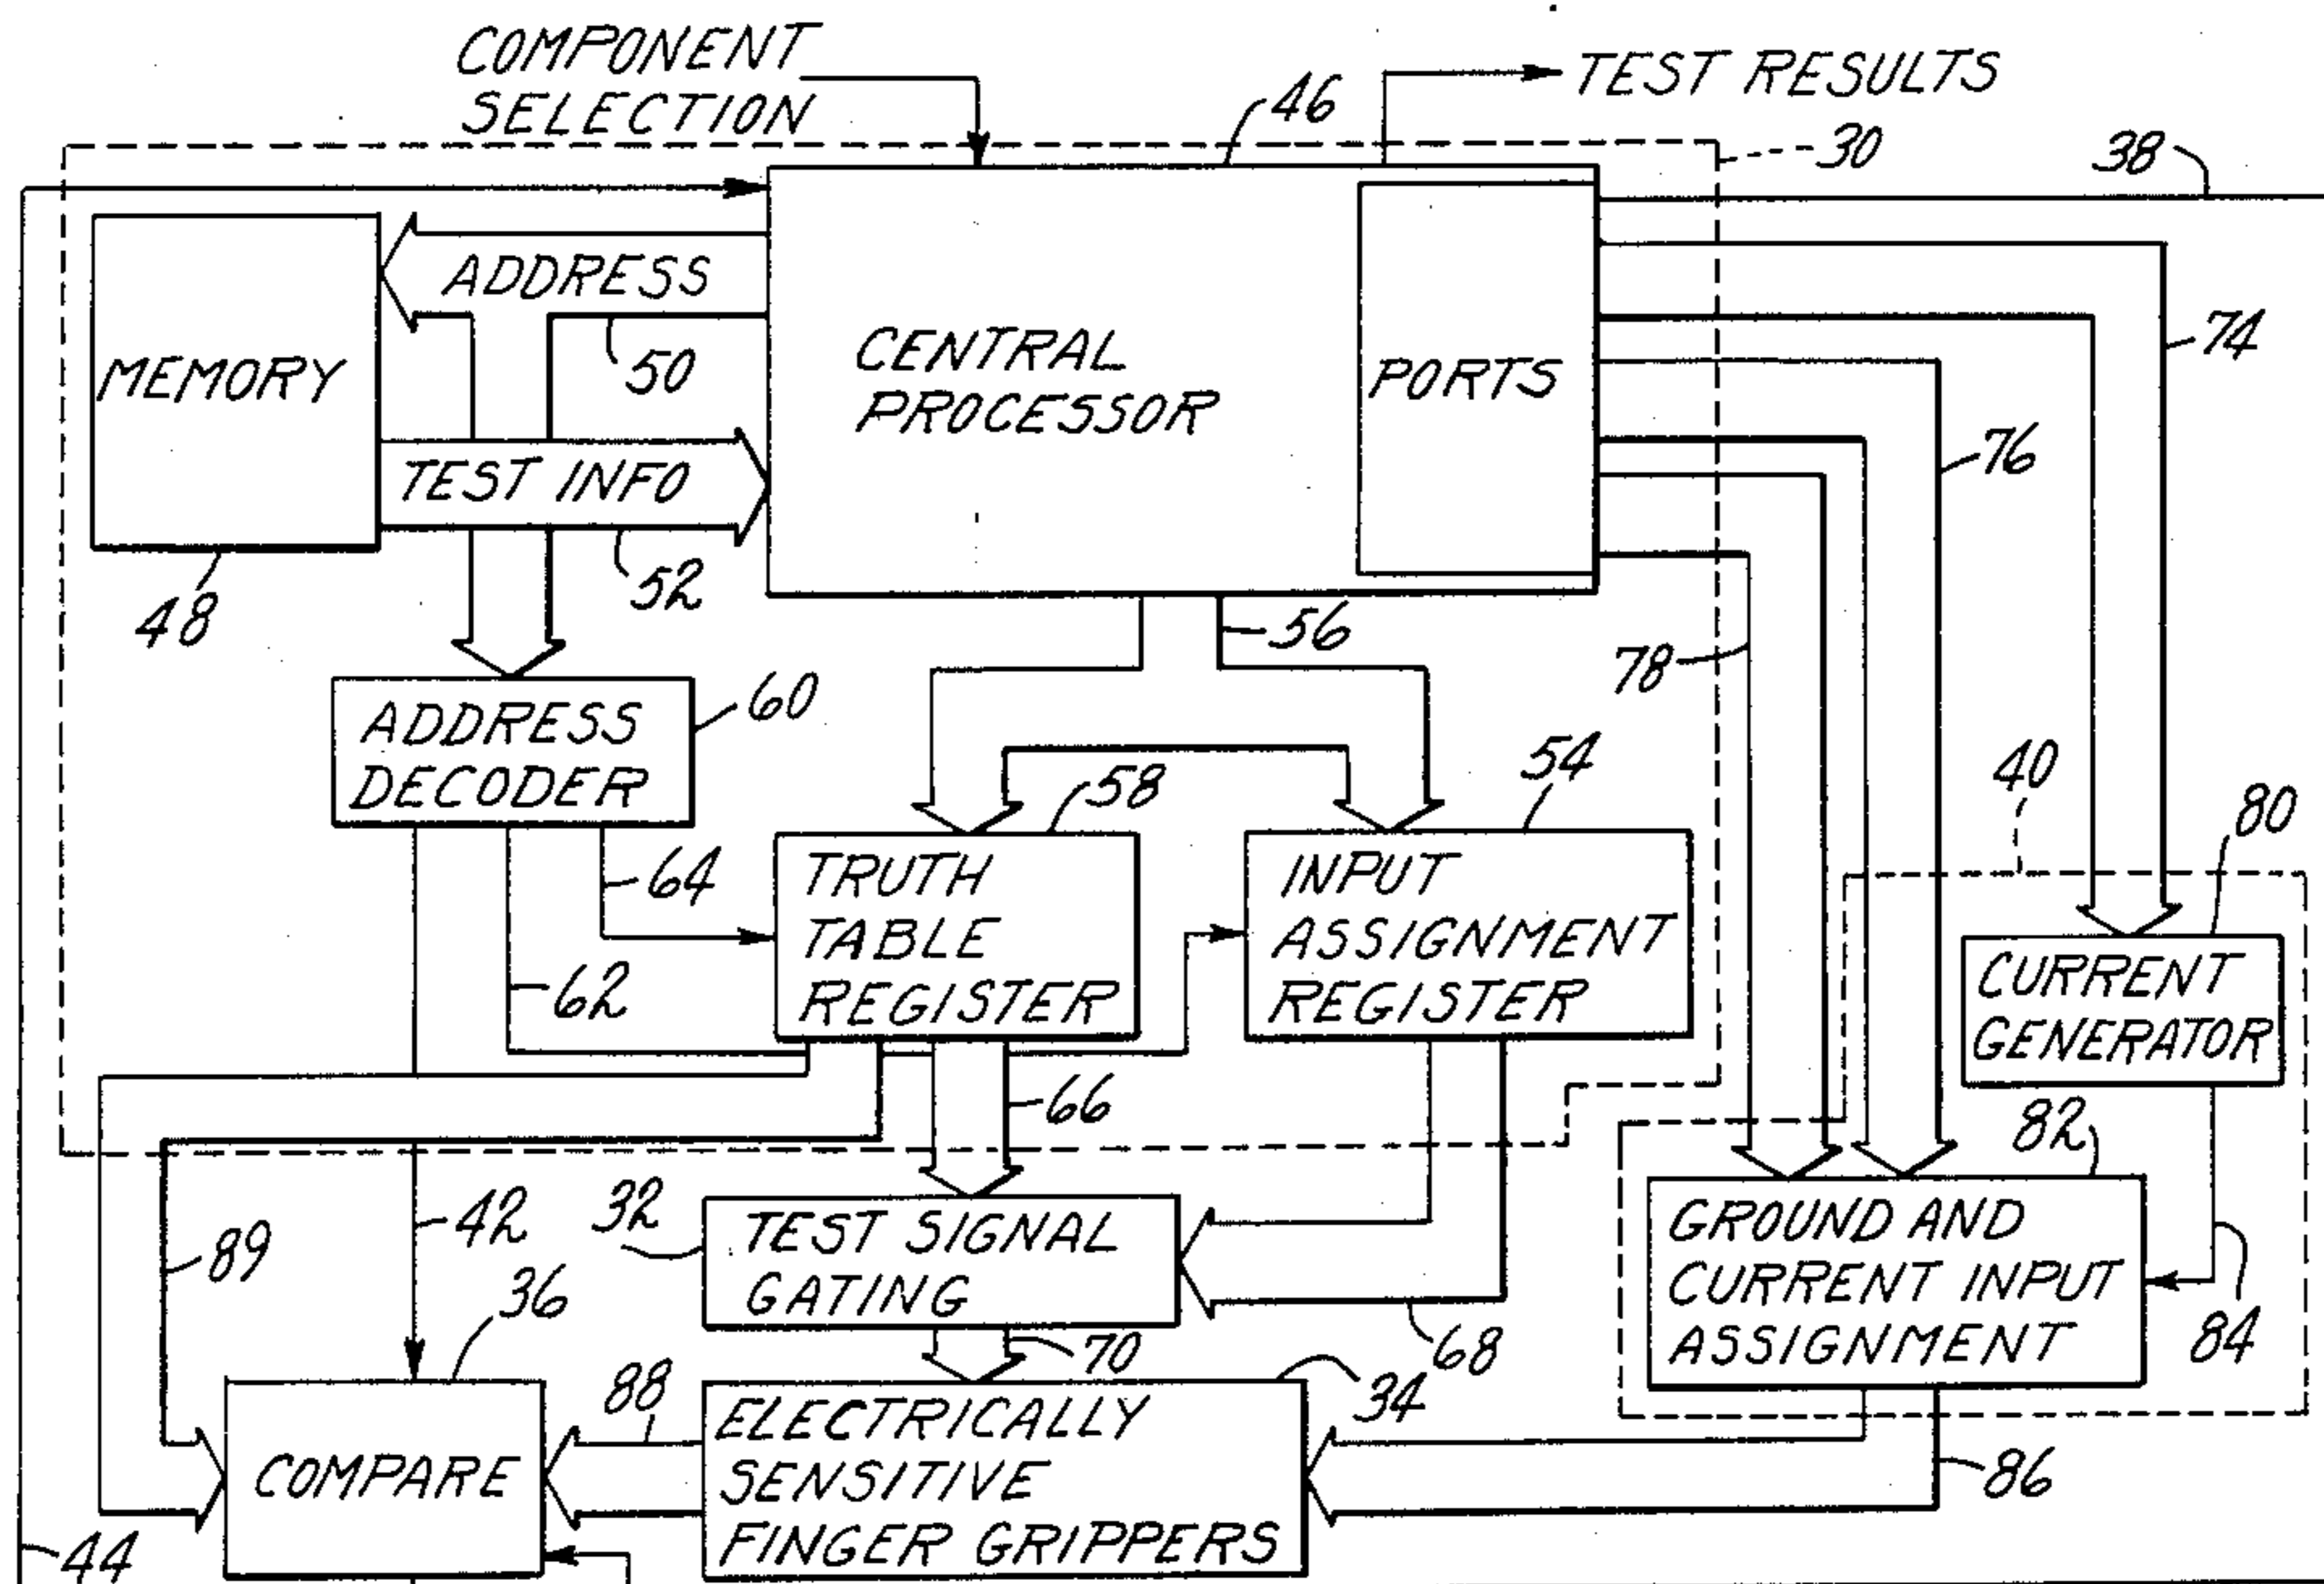 COMPONENT
SELECTION
TEST RESULTS
46
30
38
ADDRESS
50
MEMORY
CENTRAL
PROCESSOR
PORTS
74
76
TEST INFO
52
48
56
78
60
ADDRESS
DECODER
58
54
40
80
64
62
TRUTH
TABLE
REGISTER
INPUT
ASSIGNMENT
REGISTER
CURRENT
GENERATOR
66
82
89
42
32
TEST SIGNAL
GATING
GROUND AND
CURRENT INPUT
ASSIGNMENT
84
36
70
68
88
34
COMPARE
ELECTRICALLY
SENSITIVE
FINGER GRIPPERS
86
44